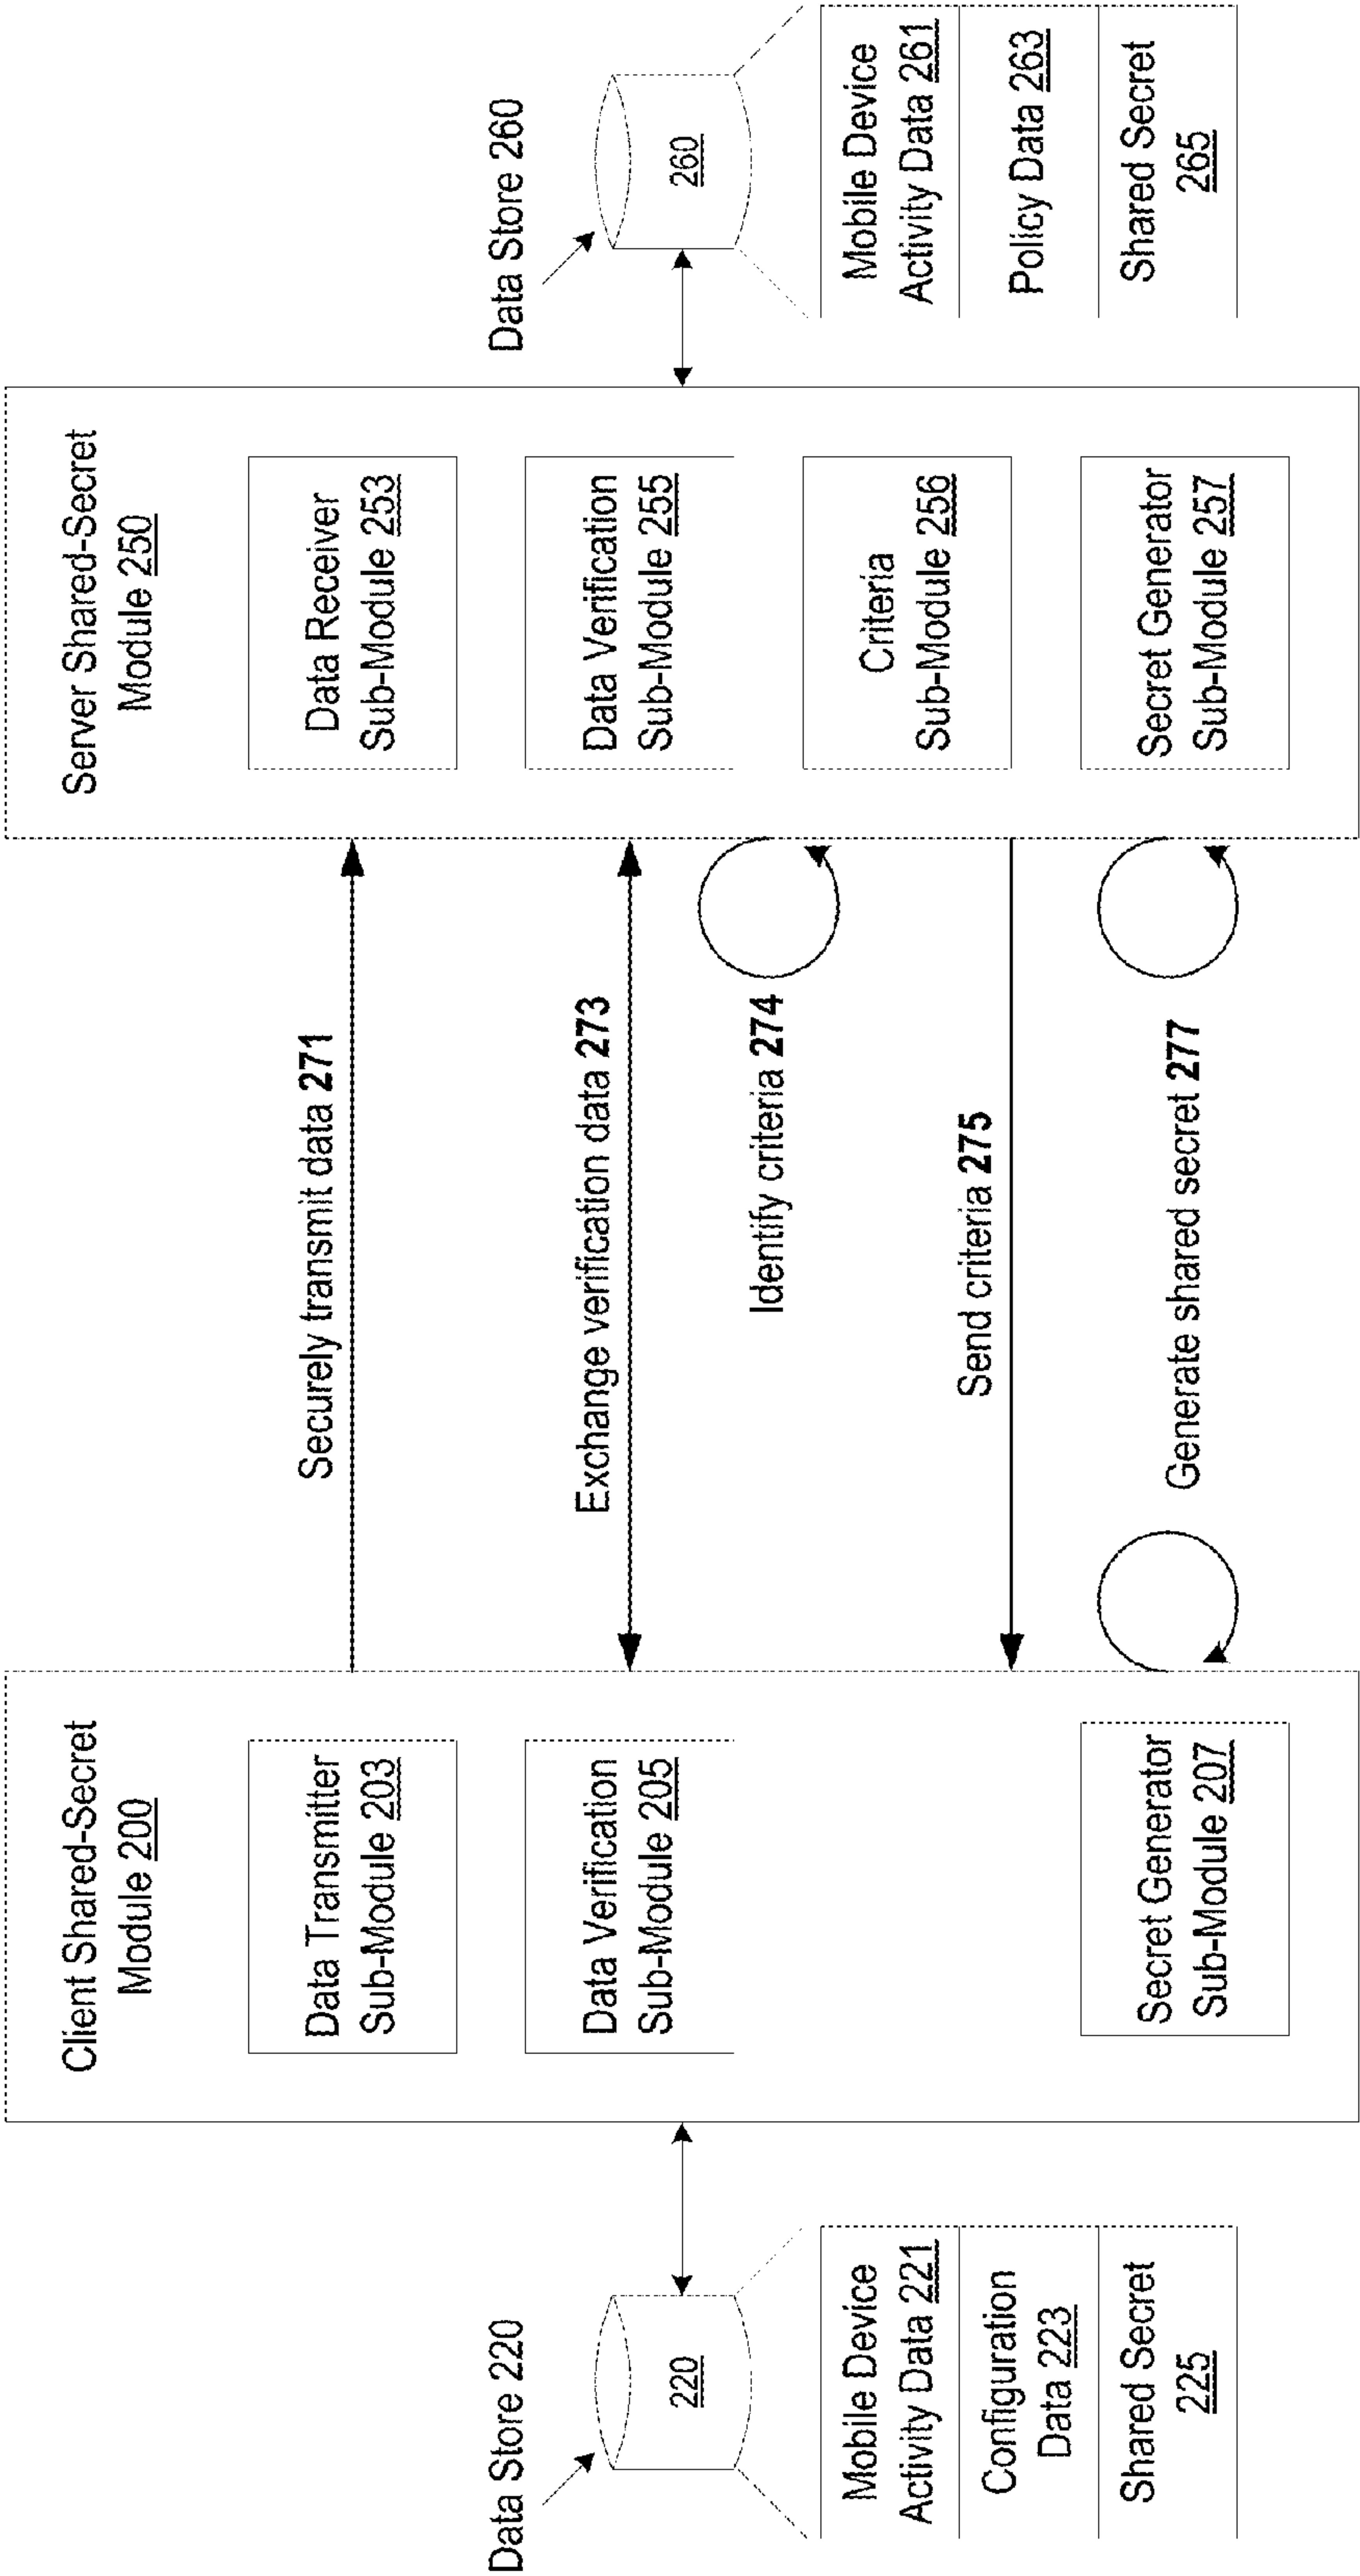 Data Store 220
220
Mobile Device
Activity Data 221
Configuration
Data 223
Shared Secret
225
Client Shared-Secret
Module 200
Data Transmitter
Sub-Module 203
Data Verification
Sub-Module 205
Secret Generator
Sub-Module 207
Securely transmit data 271
Exchange verification data 273
Identify criteria 274
Send criteria 275
Generate shared secret 277
Server Shared-Secret
Module 250
Data Receiver
Sub-Module 253
Data Verification
Sub-Module 255
Criteria
Sub-Module 256
Secret Generator
Sub-Module 257
Data Store 260
260
Mobile Device
Activity Data 261
Policy Data 263
Shared Secret
265